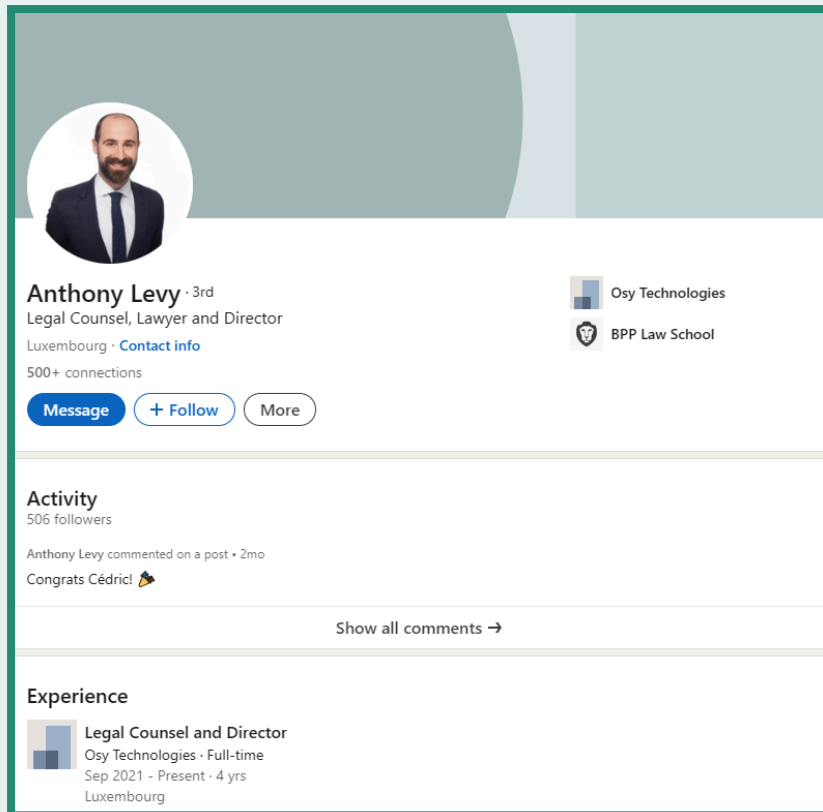 Anthony Levy · 3rd
Legal Counsel, Lawyer and Director
Luxembourg · Contact info
500+ connections
Message
+ Follow
More
Osy Technologies
BPP Law School
Activity
506 followers
Anthony Levy commented on a post • 2mo
Congrats Cédric! 🎉
Show all comments →
Experience
Legal Counsel and Director
Osy Technologies · Full-time
Sep 2021 - Present · 4 yrs
Luxembourg